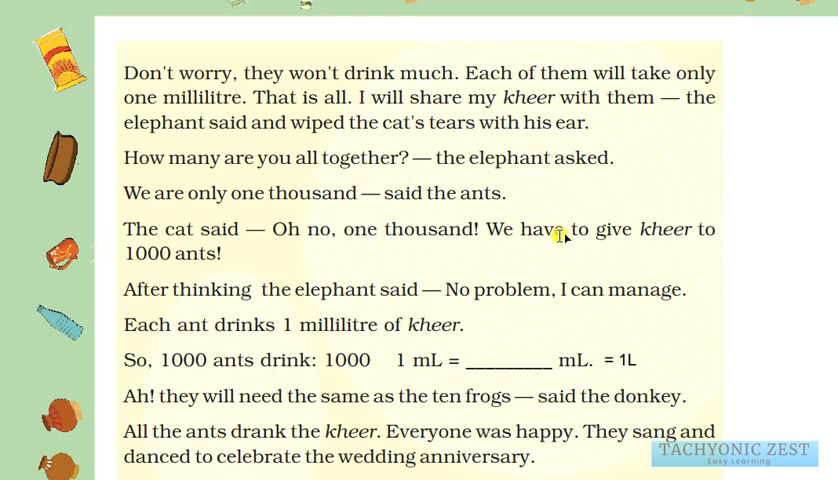 Don't worry, they won't drink much. Each of them will take only
one millilitre. That is all. I will share my kheer with them — the
elephant said and wiped the cat's tears with his ear.
How many are you all together? — the elephant asked.
We are only one thousand — said the ants.
The cat said — Oh no, one thousand! We have to give kheer to
1000 ants!
After thinking the elephant said — No problem, I can manage.
Each ant drinks 1 millilitre of kheer.
So, 1000 ants drink: 1000 1 mL = _________ mL. = 1L
Ah! they will need the same as the ten frogs — said the donkey.
All the ants drank the kheer. Everyone was happy. They sang and
danced to celebrate the wedding anniversary.
TACHYONIC ZEST
Easy Learning